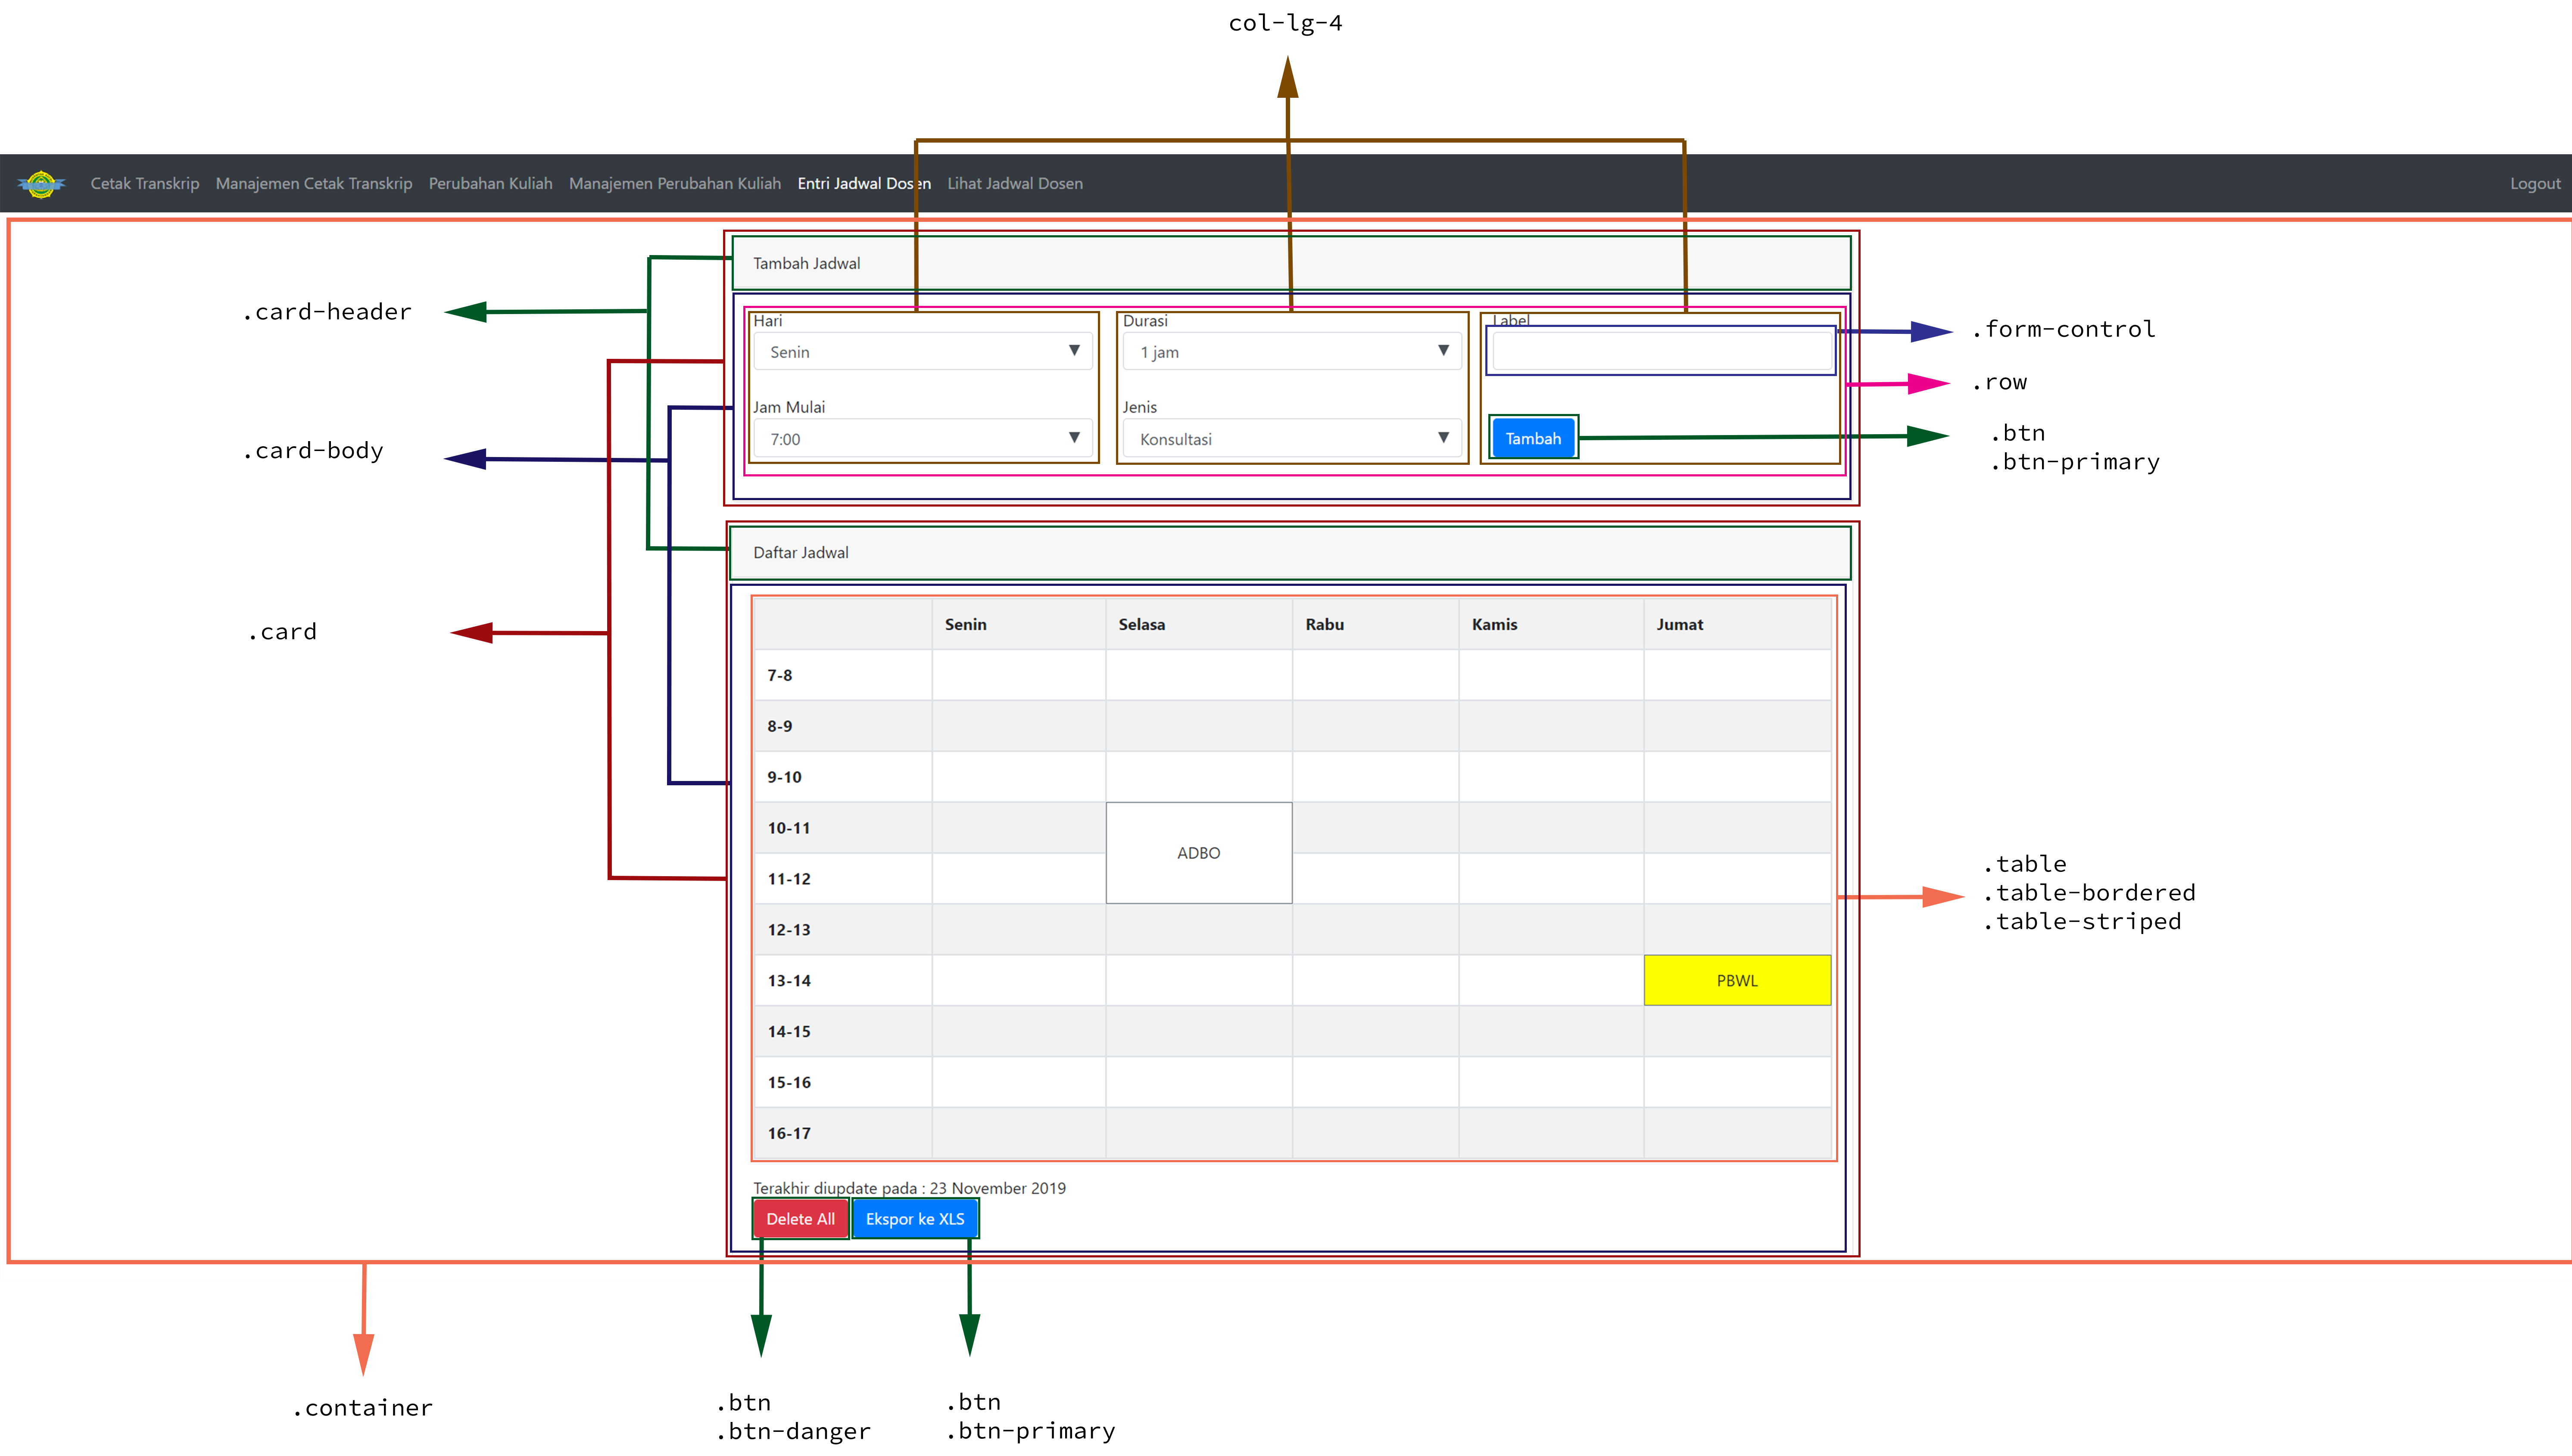 col-lg-4
Cetak Transkrip Manajemen Cetak Transkrip Perubahan Kuliah Manajemen Perubahan Kuliah Entri Jadwal Dosen Lihat Jadwal Dosen Logout
Tambah Jadwal
.card-header
Hari Durasi Label
.form-control
Senin ▼ 1 jam ▼
.row
Jam Mulai Jenis
.btn
7:00 ▼ Konsultasi ▼ Tambah
.card-body
.btn-primary
Daftar Jadwal
Senin Selasa Rabu Kamis Jumat
.card
7-8
8-9
9-10
10-11
ADBO
.table
11-12
.table-bordered
.table-striped
12-13
13-14 PBWL
14-15
15-16
16-17
Terakhir diupdate pada : 23 November 2019
Delete All Ekspor ke XLS
.container
.btn
.btn-danger
.btn
.btn-primary